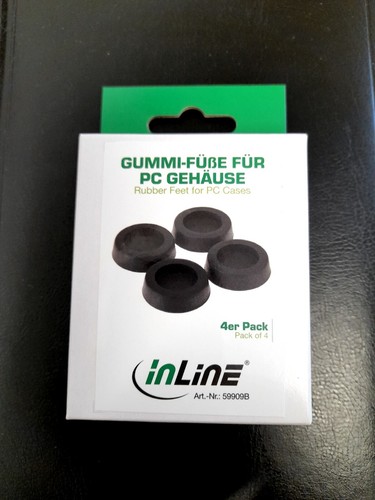 GUMMI-FÜßE FÜR
PC GEHÄUSE
Rubber Feet for PC Cases
4er Pack
Pack of 4
inLinE®
Art.-Nr.: 59909B